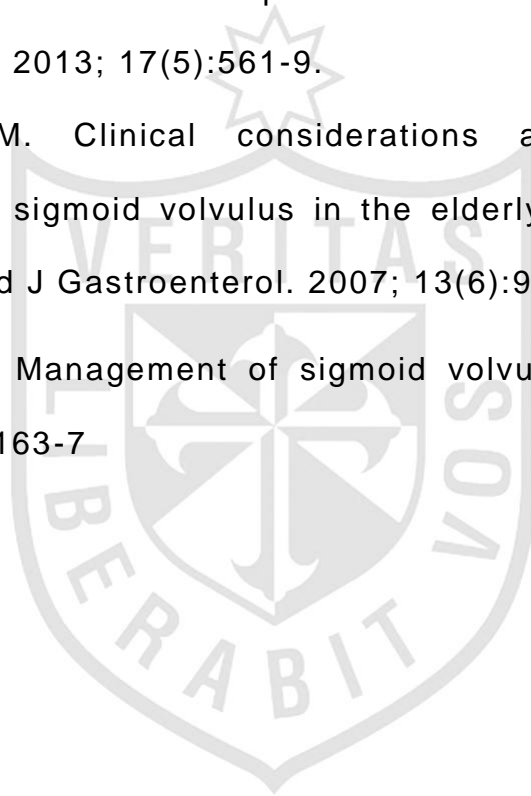 2013; 17(5):561-9.
M. Clinical considerations a
sigmoid volvulus in the elderly
d J Gastroenterol. 2007; 13(6):9
Management of sigmoid volvu
163-7
VERITAS
LIBERABIT VOS